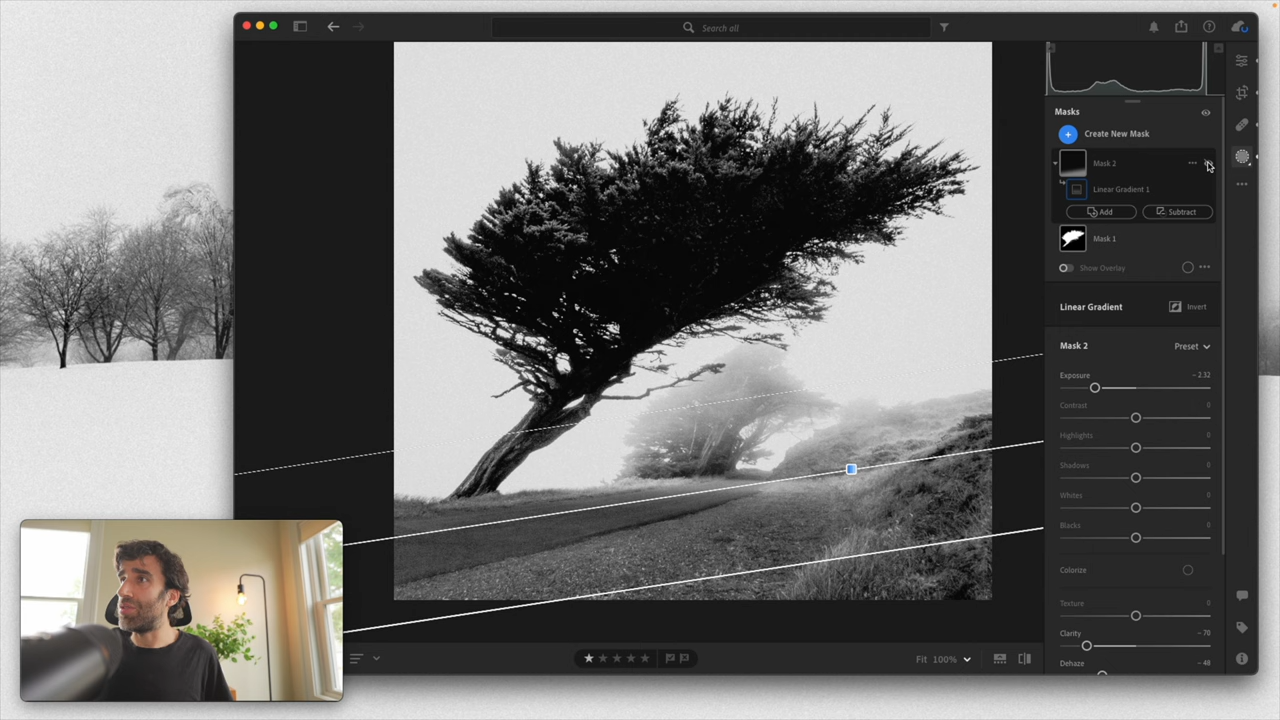 Search all
Masks
Create New Mask
Mask 2
Linear Gradient 1
Add
Subtract
Mask 1
Show Overlay
Linear Gradient
Invert
Mask 2
Preset
Exposure
– 2.32
Contrast
0
Highlights
0
Shadows
0
Whites
0
Blacks
0
Colorize
Texture
0
Clarity
– 70
Dehaze
– 48
Fit 100%